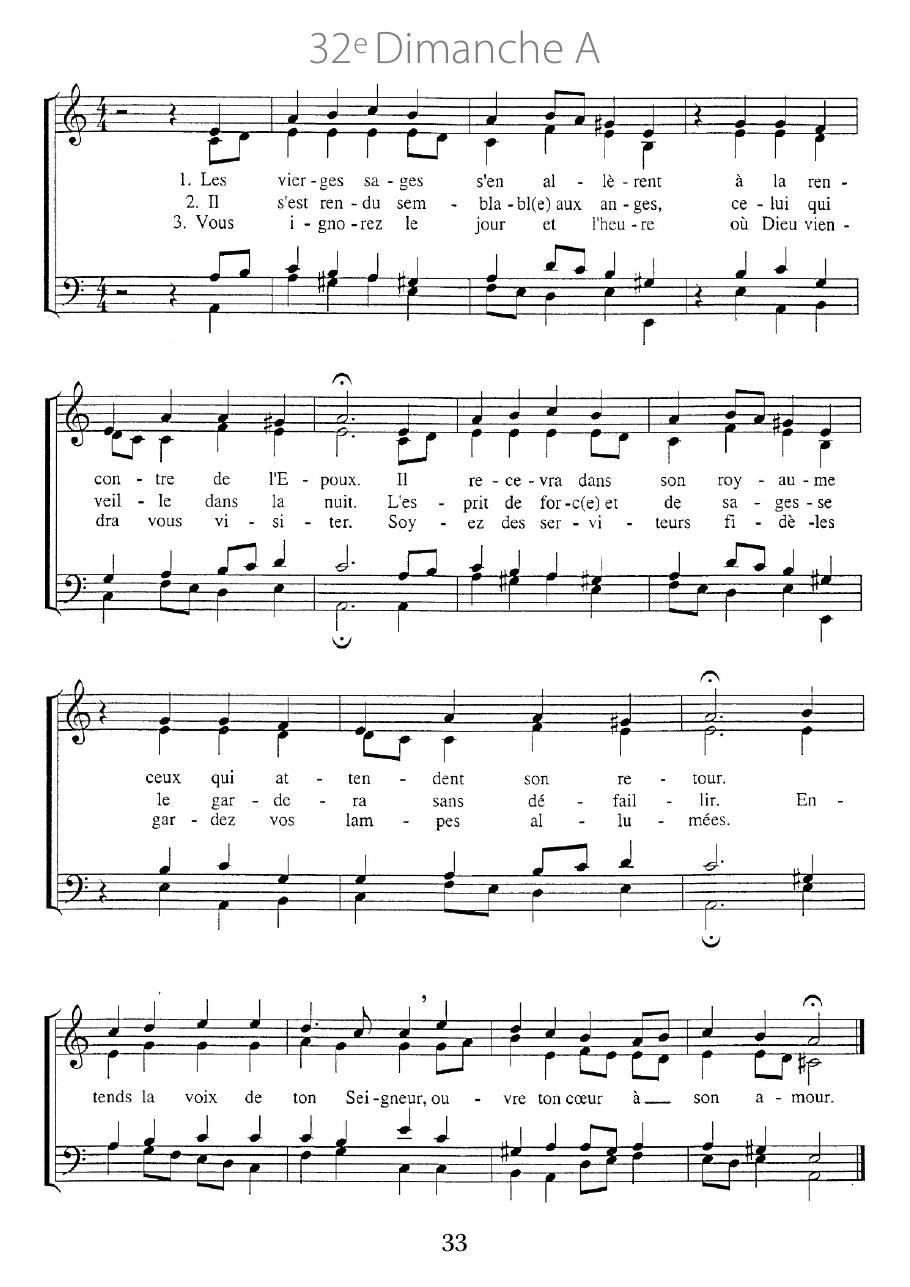 32e Dimanche A
1. Les vier - ges sa - ges s'en al - lè - rent à la ren -
2. Il s'est ren - du sem - bla - bl(e) aux an - ges, ce - lui qui
3. Vous i - gno - rez le jour et l'heu - re où Dieu vien -
con - tre de l'E - poux. Il re - ce - vra dans son roy - au - me
veil - le dans la nuit. L'es - prit de for - c(e) et de sa - ges - se
dra vous vi - si - ter. Soy - ez des ser - vi - teurs fi - dè - les
ceux qui at - ten - dent son re - tour.
le gar - de - ra sans dé - fail - lir. En -
gar - dez vos lam - pes al - lu - mées.
tends la voix de ton Sei - gneur, ou - vre ton cœur à son a - mour.
33